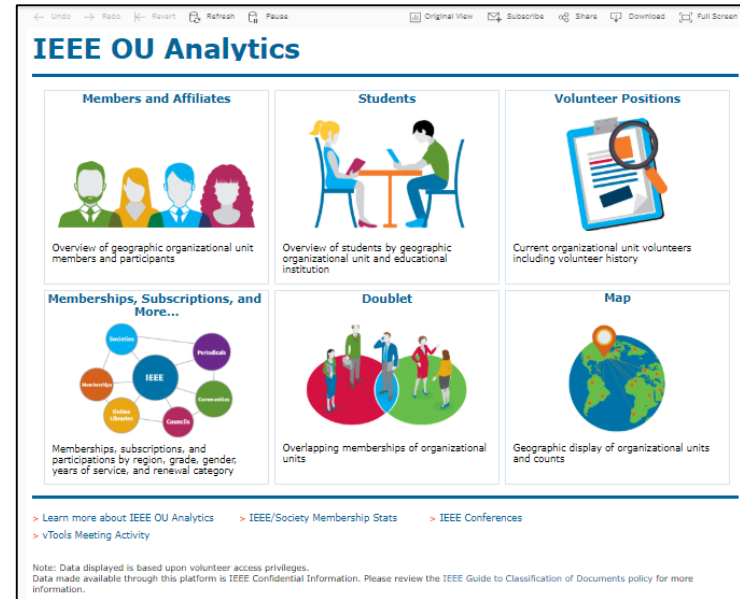 ← Undo → Redo |← Revert Refresh Pause Original View Subscribe Share Download Full Screen
IEEE OU Analytics
Members and Affiliates
Overview of geographic organizational unit
members and participants
Students
Overview of students by geographic
organizational unit and educational
institution
Volunteer Positions
Current organizational unit volunteers
including volunteer history
Memberships, Subscriptions, and
More...
Societies
Periodicals
IEEE
Memberships
Communities
Online
Libraries
Councils
Memberships, subscriptions, and
participations by region, grade, gender,
years of service, and renewal category
Doublet
Overlapping memberships of organizational
units
Map
Geographic display of organizational units
and counts
> Learn more about IEEE OU Analytics > IEEE/Society Membership Stats > IEEE Conferences
> vTools Meeting Activity
Note: Data displayed is based upon volunteer access privileges.
Data made available through this platform is IEEE Confidential Information. Please review the IEEE Guide to Classification of Documents policy for more
information.